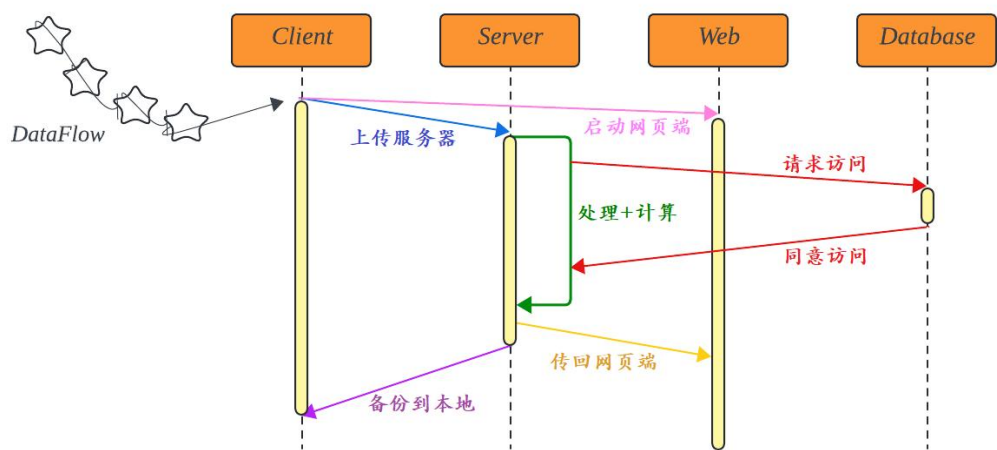 Client
Server
Web
Database
DataFlow
上传服务器
启动网页端
请求访问
处理+计算
同意访问
传回网页端
备份到本地